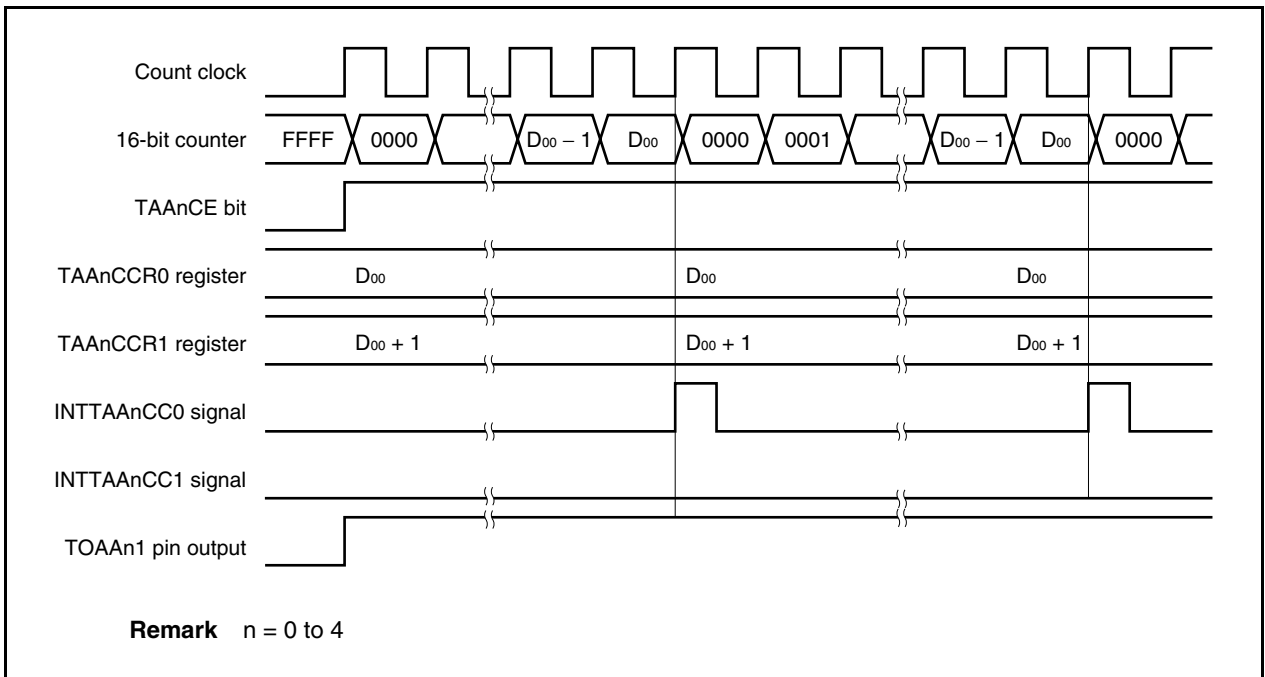 Count clock
16-bit counter FFFF 0000 D00 − 1 D00 0000 0001 D00 − 1 D00 0000
TAAnCE bit
TAAnCCR0 register D00 D00 D00
TAAnCCR1 register D00 + 1 D00 + 1 D00 + 1
INTTAAnCC0 signal
INTTAAnCC1 signal
TOAAn1 pin output
Remark n = 0 to 4